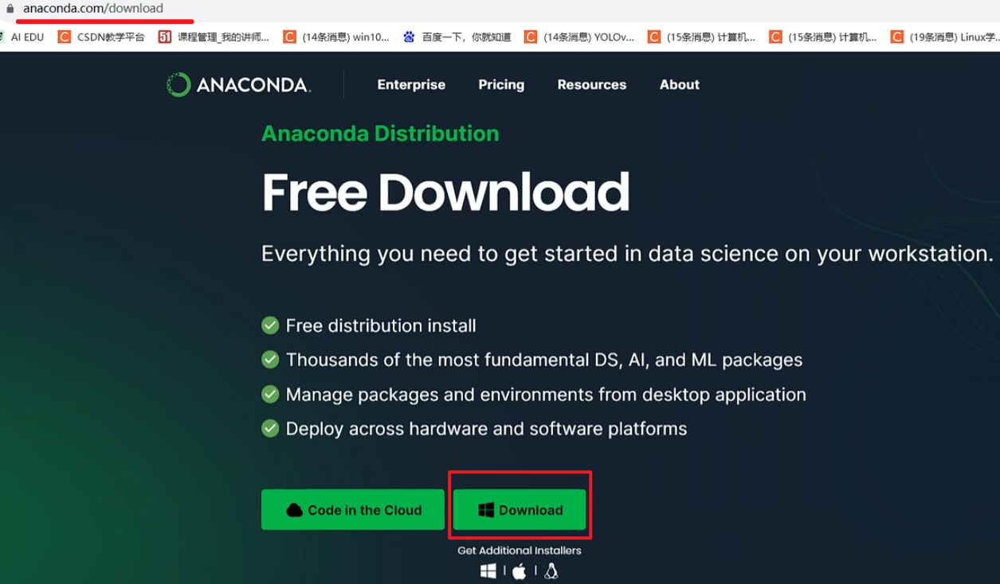 anaconda.com/download
AI EDU CSDN教学平台 51 课程管理_我的讲师... (14条消息) win10... 百度一下，你就知道 (14条消息) YOLOv... (15条消息) 计算机... (15条消息) 计算机... (19条消息) Linux学...
ANACONDA. Enterprise Pricing Resources About
Anaconda Distribution
Free Download
Everything you need to get started in data science on your workstation.
Free distribution install
Thousands of the most fundamental DS, AI, and ML packages
Manage packages and environments from desktop application
Deploy across hardware and software platforms
Code in the Cloud Download
Get Additional Installers